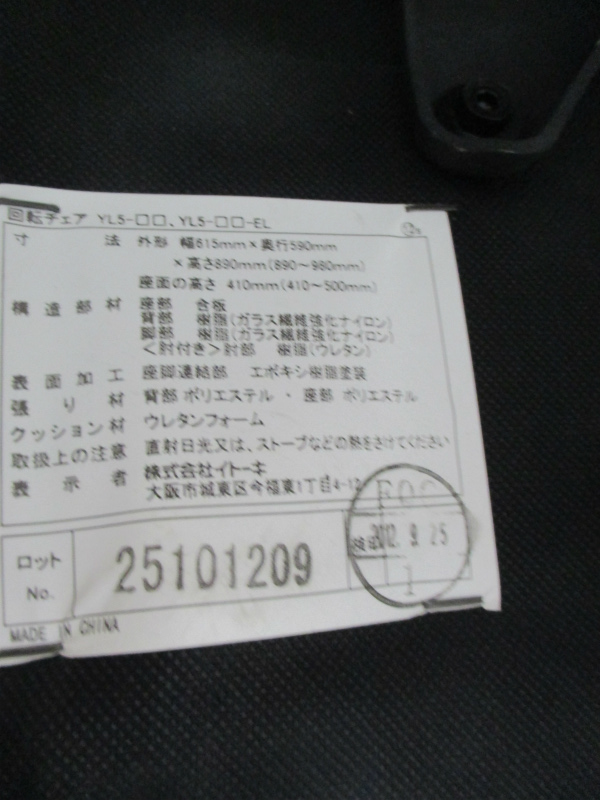 回転チェア YL5-□□、YL5-□□-EL
寸 法 外形 幅615mm×奥行590mm
×高さ890mm(890～980mm)
座面の高さ 410mm(410～500mm)
構造部材 座部 合板
背部 樹脂(ガラス繊維強化ナイロン)
脚部 樹脂(ガラス繊維強化ナイロン)
<肘付き>肘部 樹脂(ウレタン)
表面加工 座脚連結部 エポキシ樹脂塗装
張り材 背部 ポリエステル ・ 座部 ポリエステル
クッション材 ウレタンフォーム
取扱上の注意 直射日光又は、ストーブなどの熱をさけてください
表示者 株式会社イトーキ
大阪市城東区今福東1丁目4-12
2012. 9. 25
1
ロット No. 25101209
MADE IN CHINA